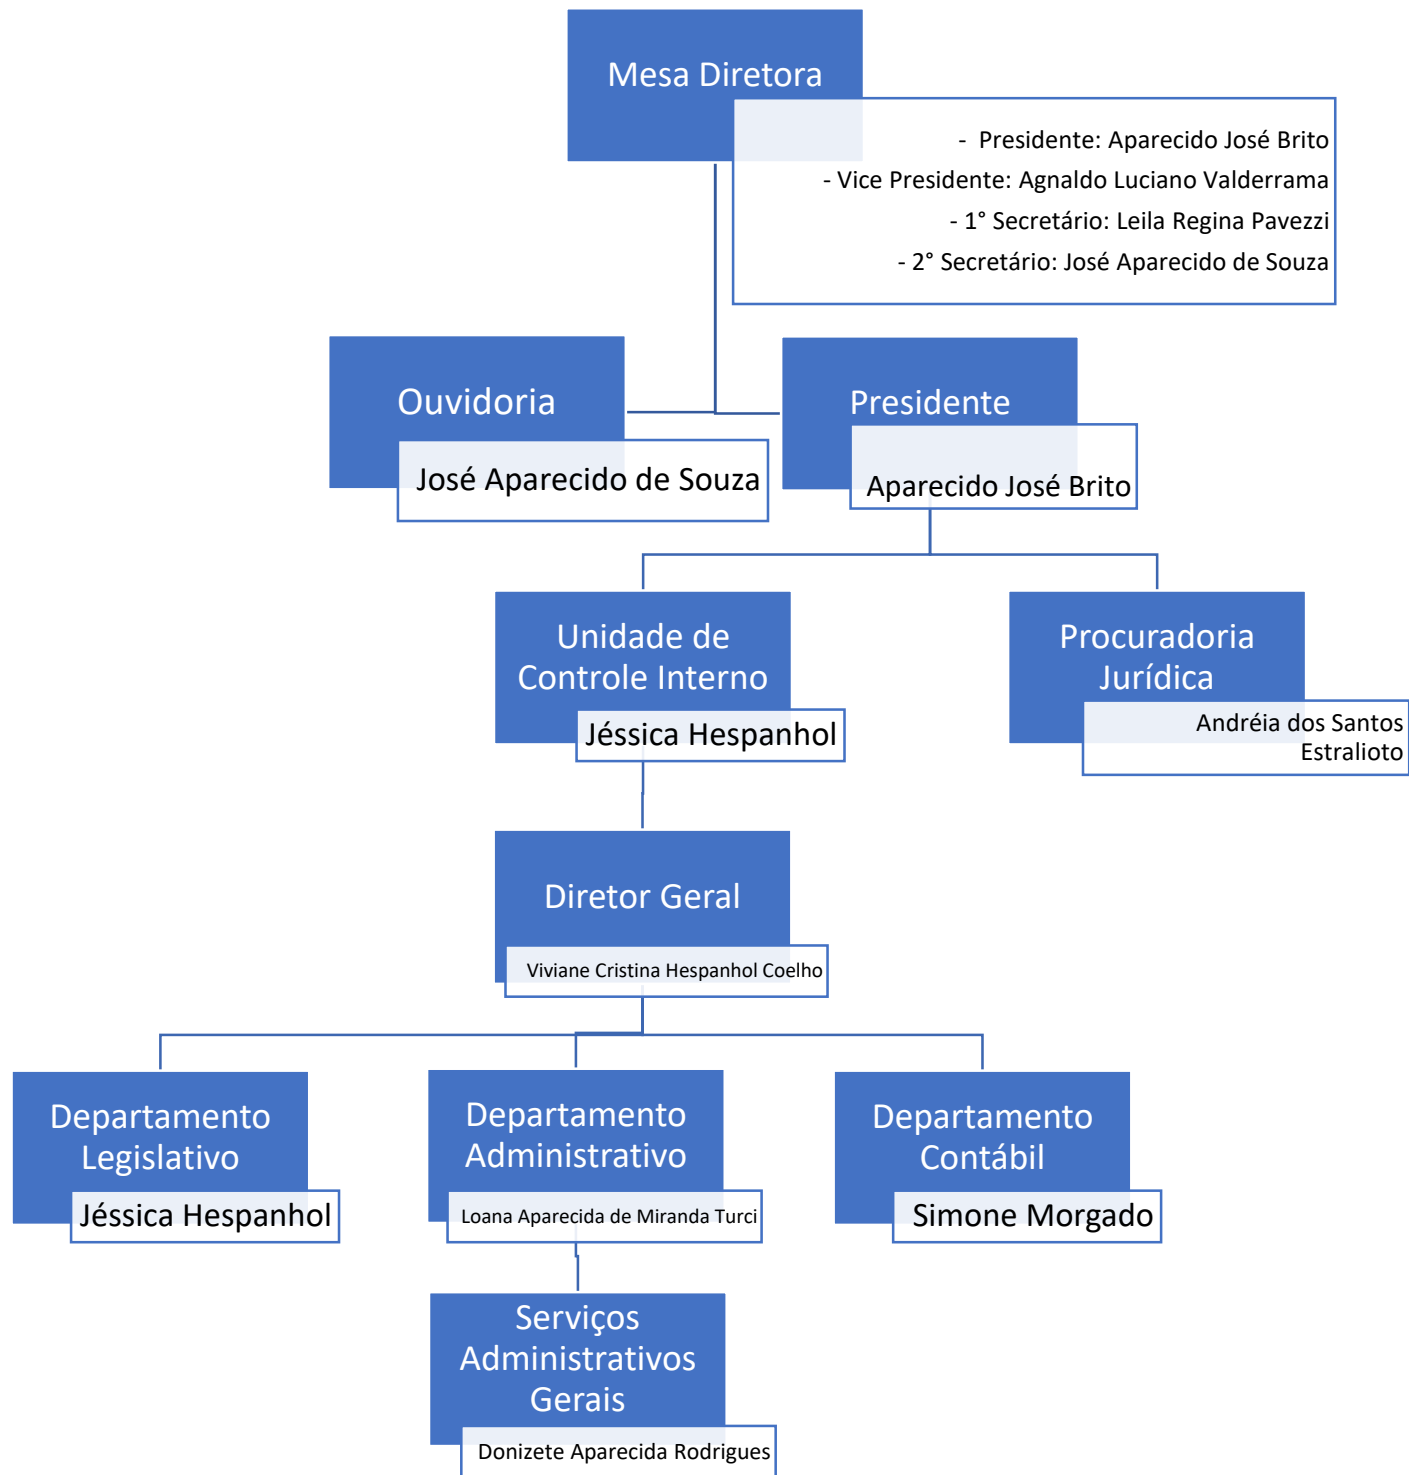 Mesa Diretora
- Presidente: Aparecido José Brito
- Vice Presidente: Agnaldo Luciano Valderrama
- 1° Secretário: Leila Regina Pavezzi
- 2° Secretário: José Aparecido de Souza
Ouvidoria
José Aparecido de Souza
Presidente
Aparecido José Brito
Unidade de
Controle Interno
Jéssica Hespanhol
Procuradoria
Jurídica
Andréia dos Santos
Estralioto
Diretor Geral
Viviane Cristina Hespanhol Coelho
Departamento
Legislativo
Jéssica Hespanhol
Departamento
Administrativo
Loana Aparecida de Miranda Turci
Departamento
Contábil
Simone Morgado
Serviços
Administrativos
Gerais
Donizete Aparecida Rodrigues